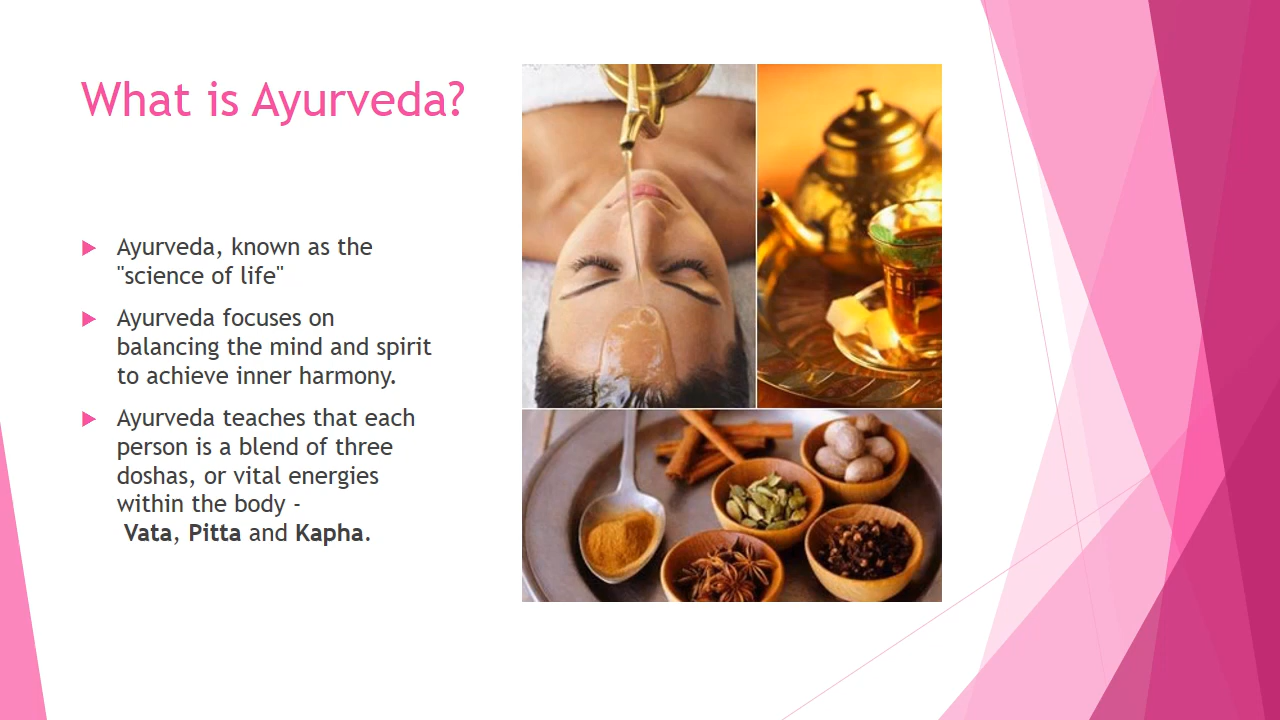 What is Ayurveda?
Ayurveda, known as the
"science of life"
Ayurveda focuses on
balancing the mind and spirit
to achieve inner harmony.
Ayurveda teaches that each
person is a blend of three
doshas, or vital energies
within the body -
Vata, Pitta and Kapha.